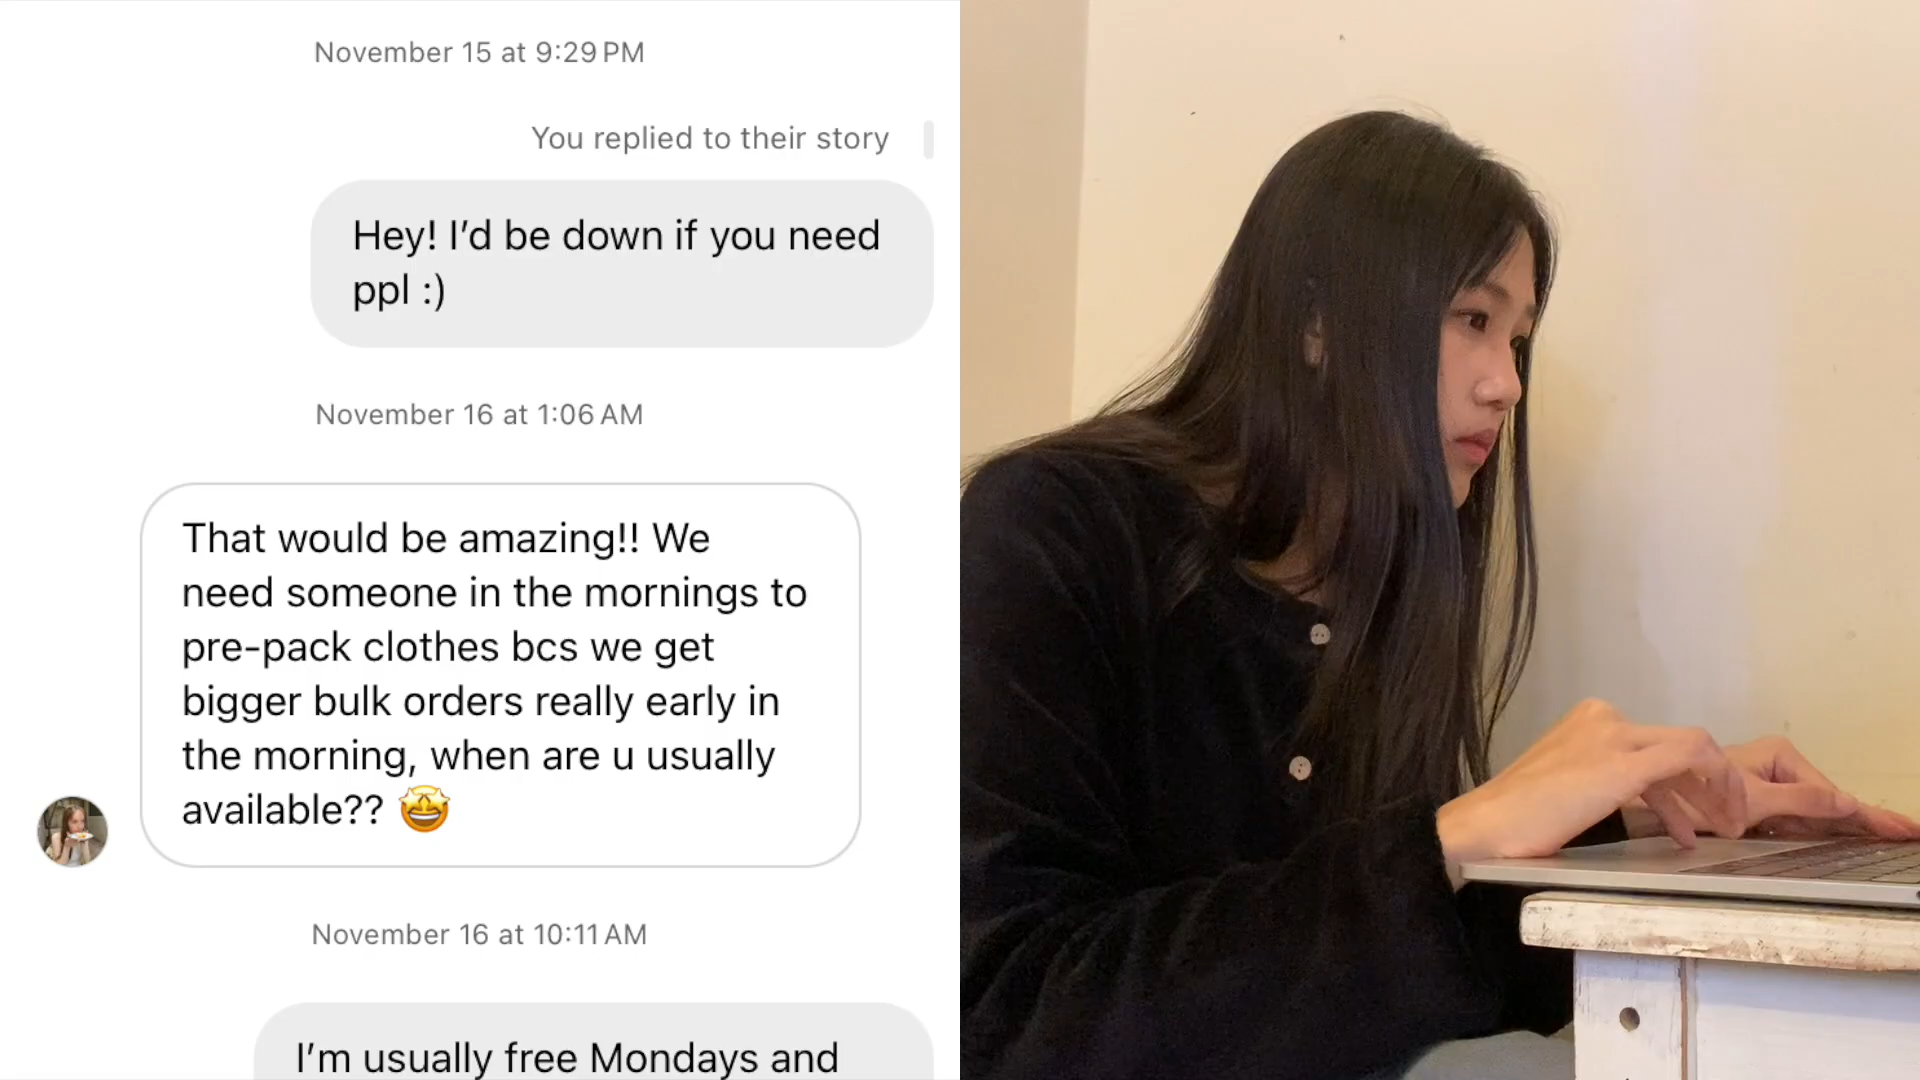 November 15 at 9:29 PM
You replied to their story
Hey! I’d be down if you need
ppl :)
November 16 at 1:06 AM
That would be amazing!! We
need someone in the mornings to
pre-pack clothes bcs we get
bigger bulk orders really early in
the morning, when are u usually
available?? 🤩
November 16 at 10:11 AM
I’m usually free Mondays and